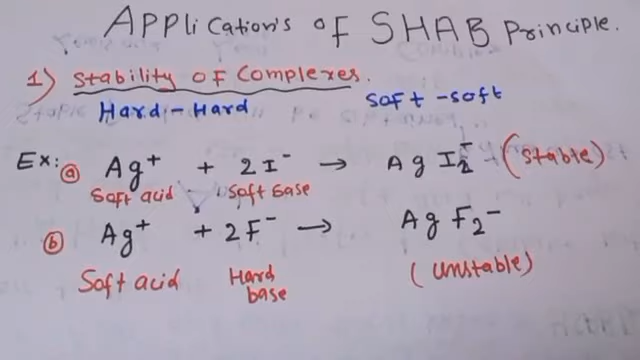 Application's of SHAB Principle.
1) Stability of Complexes.
Hard - Hard soft - soft
Ex: a Ag⁺ + 2I⁻ → AgI₂⁻ (stable)
Soft acid Soft base
b Ag⁺ + 2F⁻ → AgF₂⁻
Soft acid Hard base (unstable)